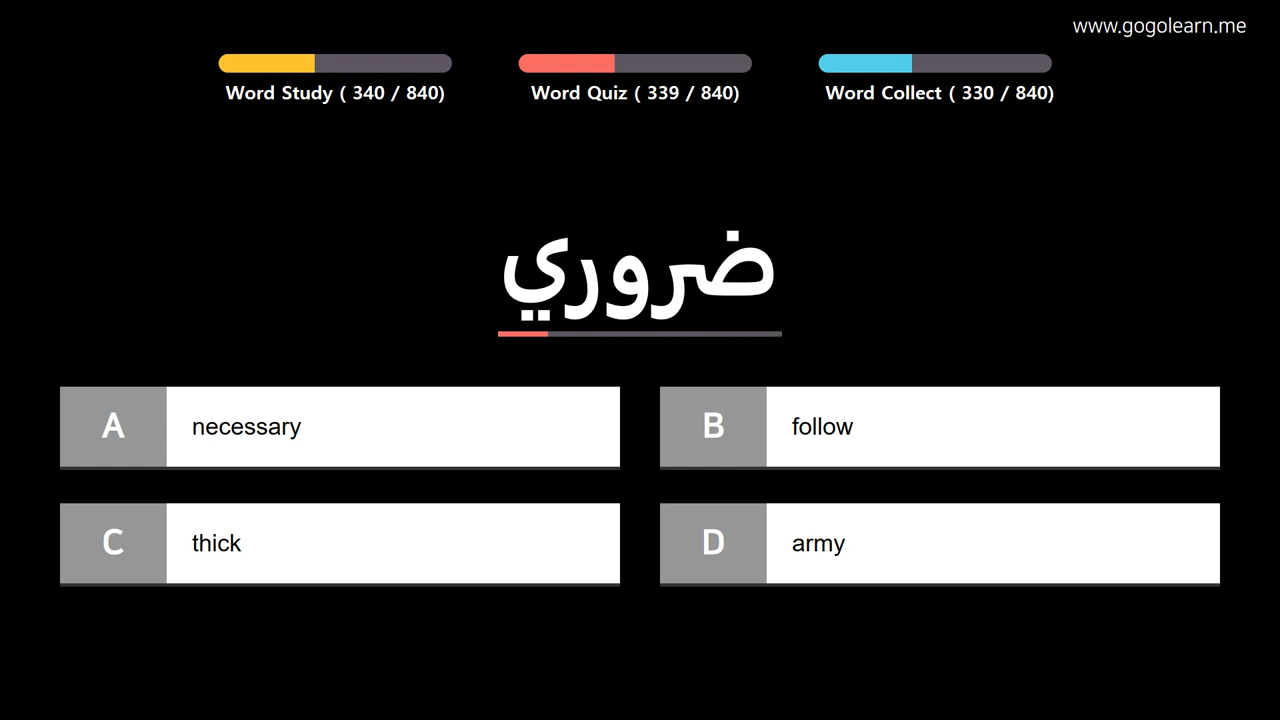 www.gogolearn.me
Word Study ( 340 / 840)
Word Quiz ( 339 / 840)
Word Collect ( 330 / 840)
ضروري
A necessary
B follow
C thick
D army